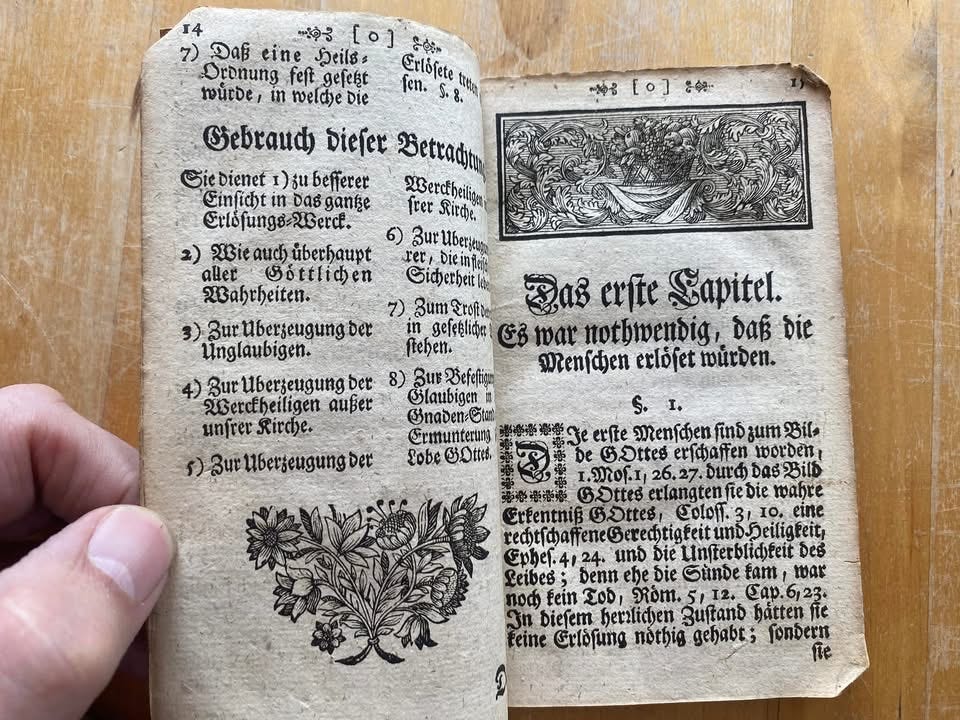 14
[ o ]
7) Daß eine Heils-
Ordnung fest gesetzt
würde, in welche die
Erlösete treten
sen. §. 8.
Gebrauch dieser
Sie dienet 1) zu besserer
Einsicht in das gantze
Erlösungs-Werck.
2) Wie auch überhaupt
aller Göttlichen
Wahrheiten.
3) Zur Uberzeugung der
Unglaubigen.
4) Zur Uberzeugung der
Werckheiligen außer
unsrer Kirche.
5) Zur Uberzeugung der
Werckheiligen
srer Kirche.
6) Zur
rer, die in
Sicherheit
7) Zum Trost
in gesetzlicher
stehen.
8) Zur
Glaubigen in
Gnaden-
Ermunterung
Lobe GOttes.
[ o ]
15
Das erste Capitel.
Es war nothwendig, daß die
Menschen erlöset würden.
§. 1.
DJe erste Menschen sind zum Bil-
de GOttes erschaffen worden,
1. Mos. 1, 26. 27. durch das Bild
GOttes erlangten sie die wahre
Erkentniß GOttes, Coloss. 3, 10. eine
rechtschaffene Gerechtigkeit und Heiligkeit,
Ephes. 4, 24. und die Unsterblichkeit des
Leibes; denn ehe die Sünde kam, war
noch kein Tod, Röm. 5, 12. Cap. 6, 23.
In diesem herrlichen Zustand hätten sie
keine Erlösung nöthig gehabt; sondern
sie